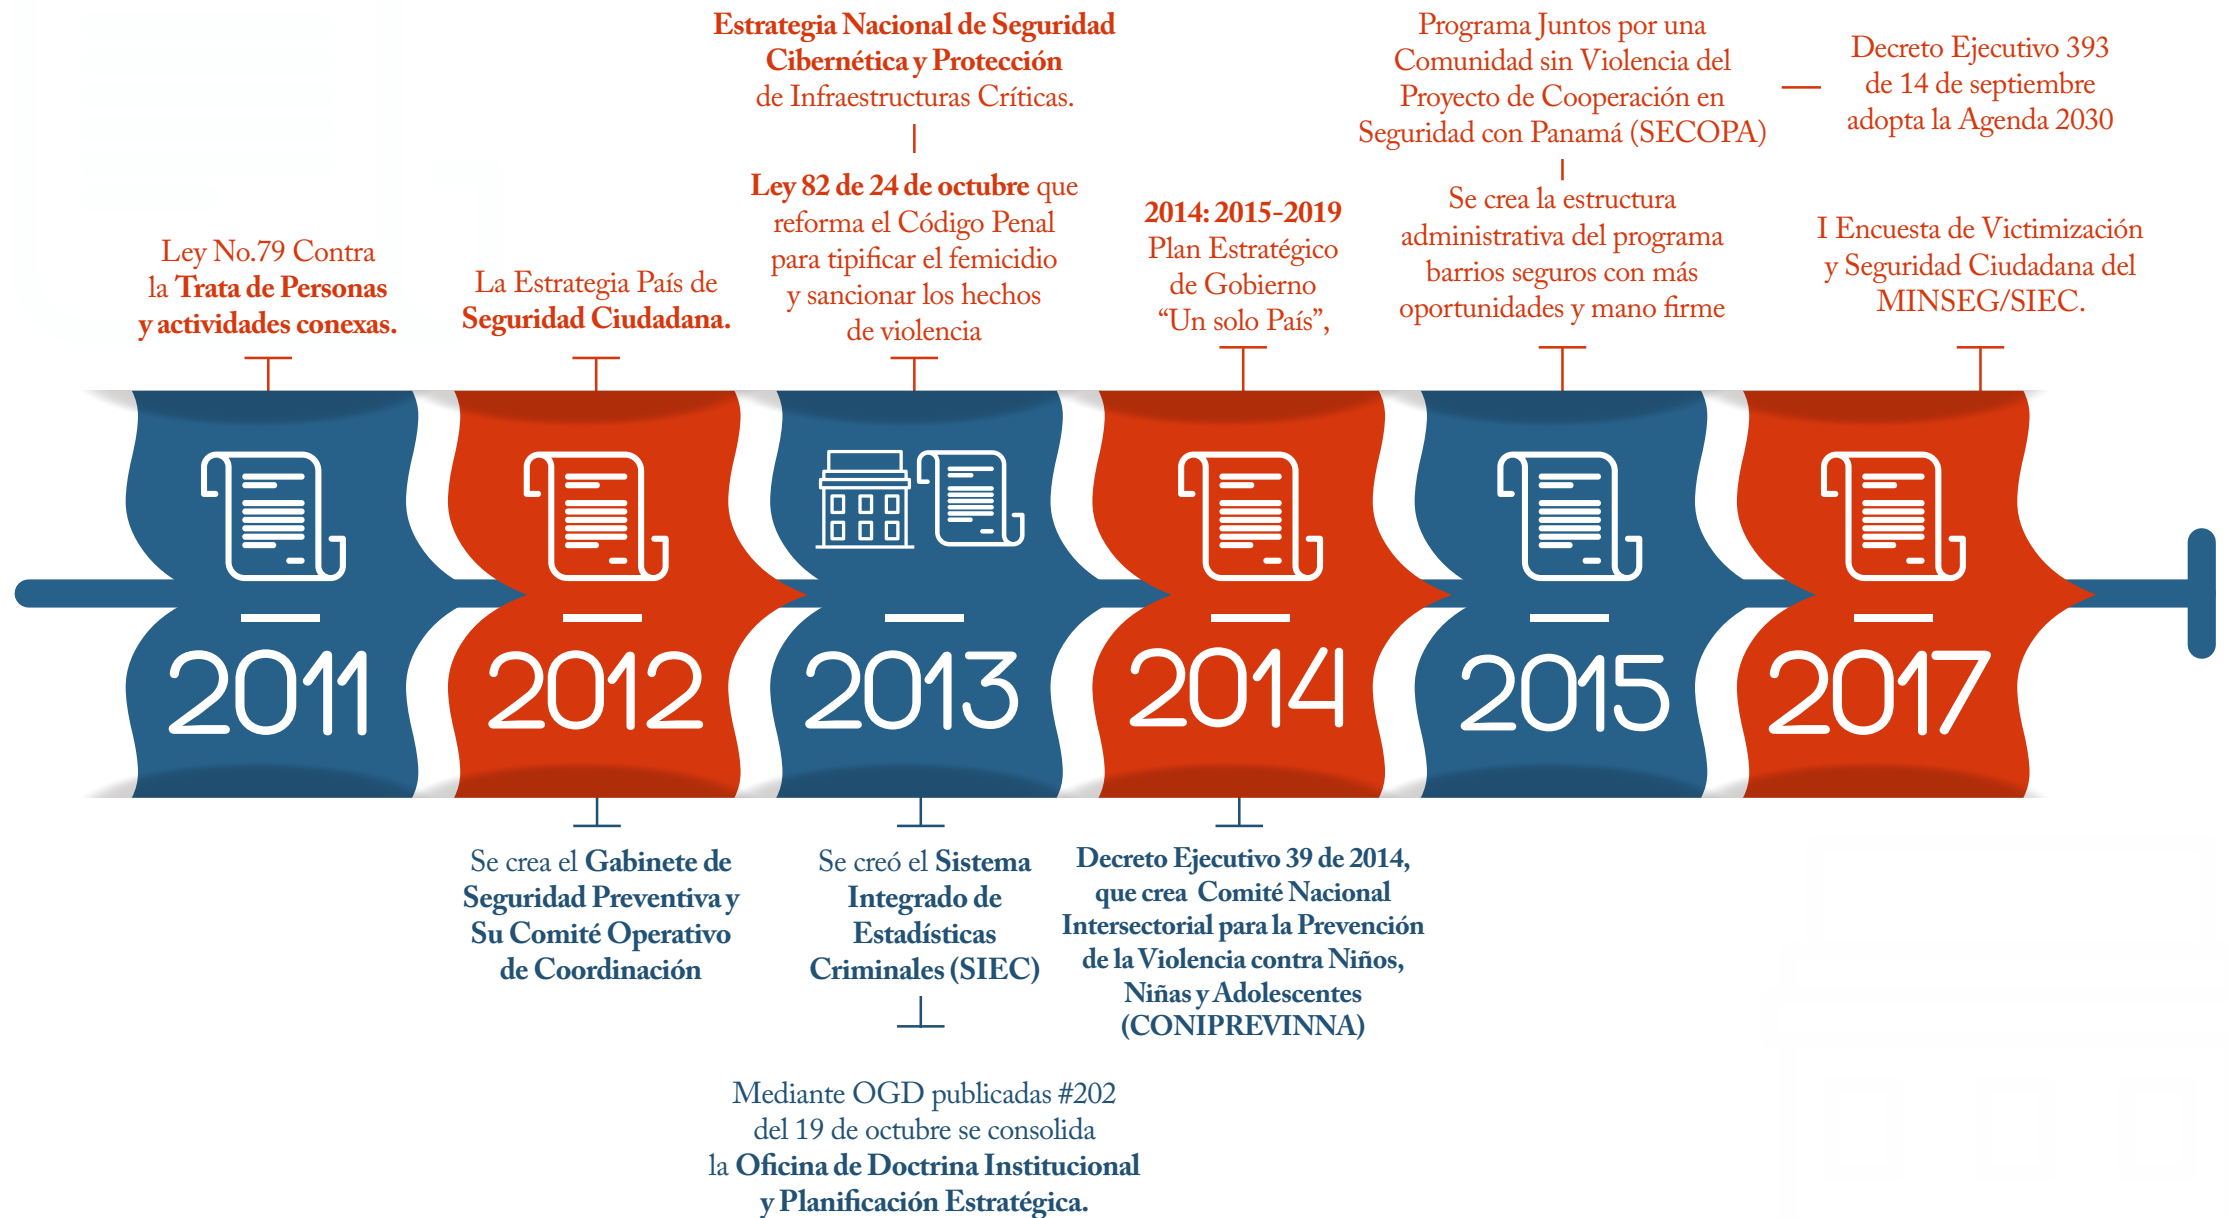 Ley No.79 Contra
la Trata de Personas
y actividades conexas.
La Estrategia País de
Seguridad Ciudadana.
Estrategia Nacional de Seguridad
Cibernética y Protección
de Infraestructuras Críticas.
Ley 82 de 24 de octubre que
reforma el Código Penal
para tipificar el femicidio
y sancionar los hechos
de violencia
2014: 2015-2019
Plan Estratégico
de Gobierno
“Un solo País”,
Programa Juntos por una
Comunidad sin Violencia del
Proyecto de Cooperación en
Seguridad con Panamá (SECOPA)
Se crea la estructura
administrativa del programa
barrios seguros con más
oportunidades y mano firme
Decreto Ejecutivo 393
de 14 de septiembre
adopta la Agenda 2030
I Encuesta de Victimización
y Seguridad Ciudadana del
MINSEG/SIEC.
2011
2012
2013
2014
2015
2017
Se crea el Gabinete de
Seguridad Preventiva y
Su Comité Operativo
de Coordinación
Se creó el Sistema
Integrado de
Estadísticas
Criminales (SIEC)
Mediante OGD publicadas #202
del 19 de octubre se consolida
la Oficina de Doctrina Institucional
y Planificación Estratégica.
Decreto Ejecutivo 39 de 2014,
que crea Comité Nacional
Intersectorial para la Prevención
de la Violencia contra Niños,
Niñas y Adolescentes
(CONIPREVINNA)